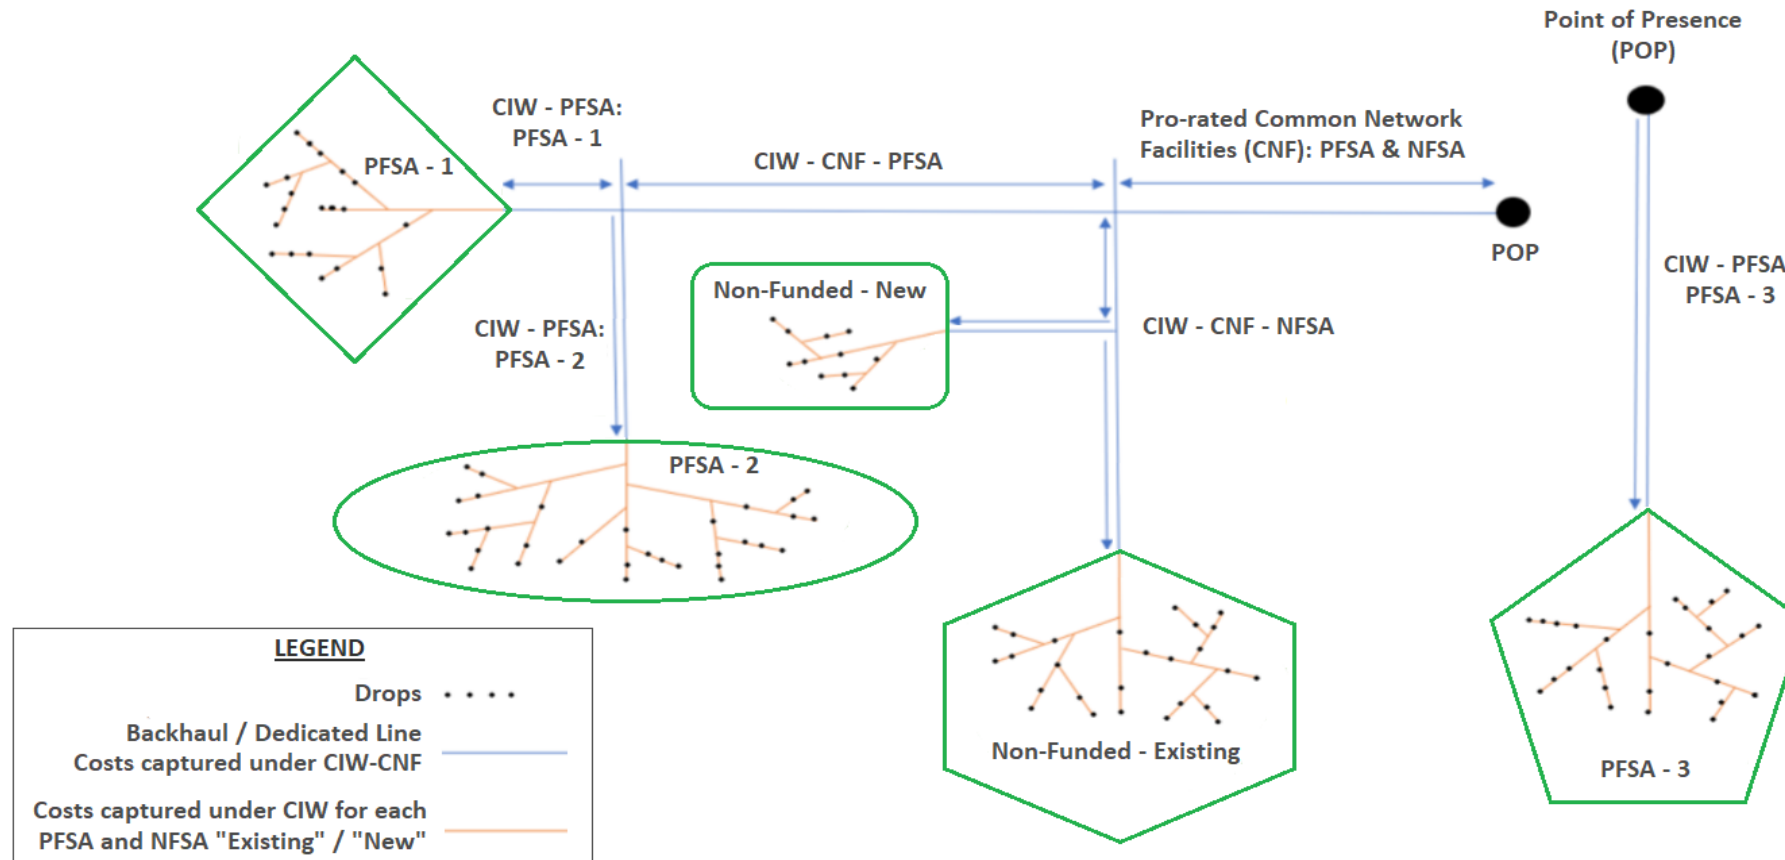 Point of Presence
(POP)
CIW - PFSA:
PFSA - 1
Pro-rated Common Network
Facilities (CNF): PFSA & NFSA
CIW - CNF - PFSA
PFSA - 1
POP
CIW - PFSA
PFSA - 3
Non-Funded - New
CIW - PFSA:
PFSA - 2
CIW - CNF - NFSA
PFSA - 2
Non-Funded - Existing
PFSA - 3
LEGEND
Drops
Backhaul / Dedicated Line
Costs captured under CIW-CNF
Costs captured under CIW for each
PFSA and NFSA "Existing" / "New"